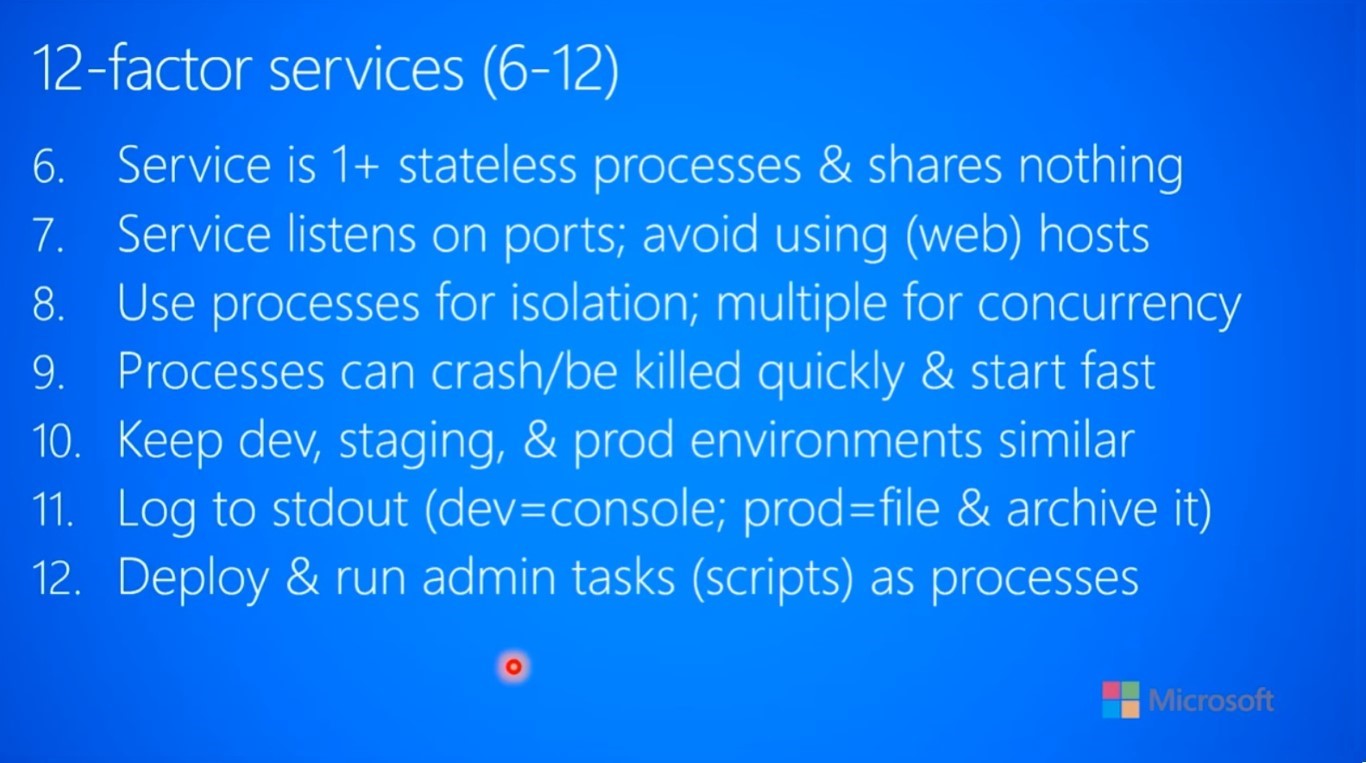 12-factor services (6-12)
6. Service is 1+ stateless processes & shares nothing
7. Service listens on ports; avoid using (web) hosts
8. Use processes for isolation; multiple for concurrency
9. Processes can crash/be killed quickly & start fast
10. Keep dev, staging, & prod environments similar
11. Log to stdout (dev=console; prod=file & archive it)
12. Deploy & run admin tasks (scripts) as processes
Microsoft